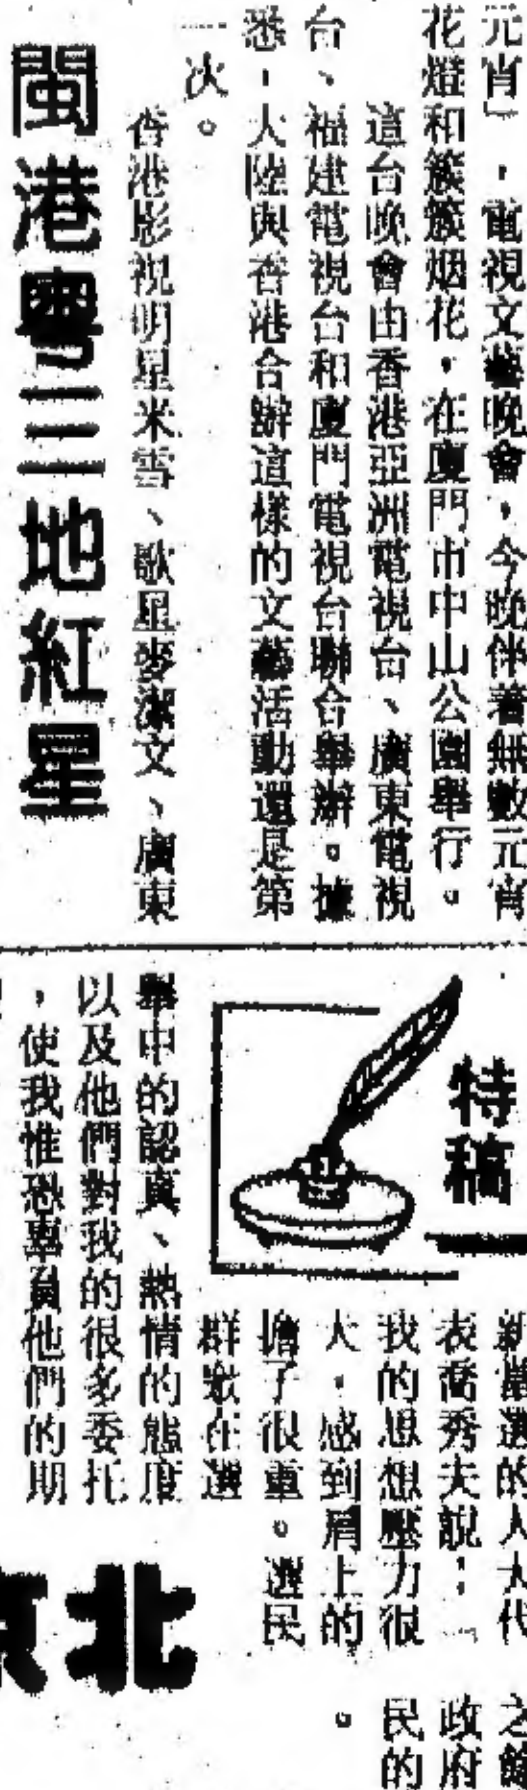 元宵」,電視文藝晚會,今晚伴着無數元宵
花燈和簇簇烟花,在廈門市中山公園舉行。
這台晚會由香港亞洲電視台、廣東電視
台、福建電視台和廈門電視台聯合舉辦。據
悉,大陸與香港合辦這樣的文藝活動還是第
一次。
香港影視明星米雪、歌星麥潔文、廣東
閩港粤三地紅星
特稿
新當選的人大代
表喬秀夫說:「
我的思想壓力很
大,感到肩上的
擔了很重。選民
群眾在選
舉中的認真、熱情的態度
以及他們對我的很多委托
,使我惟恐辜負他們的期
之餘
政府
民的
。
北京